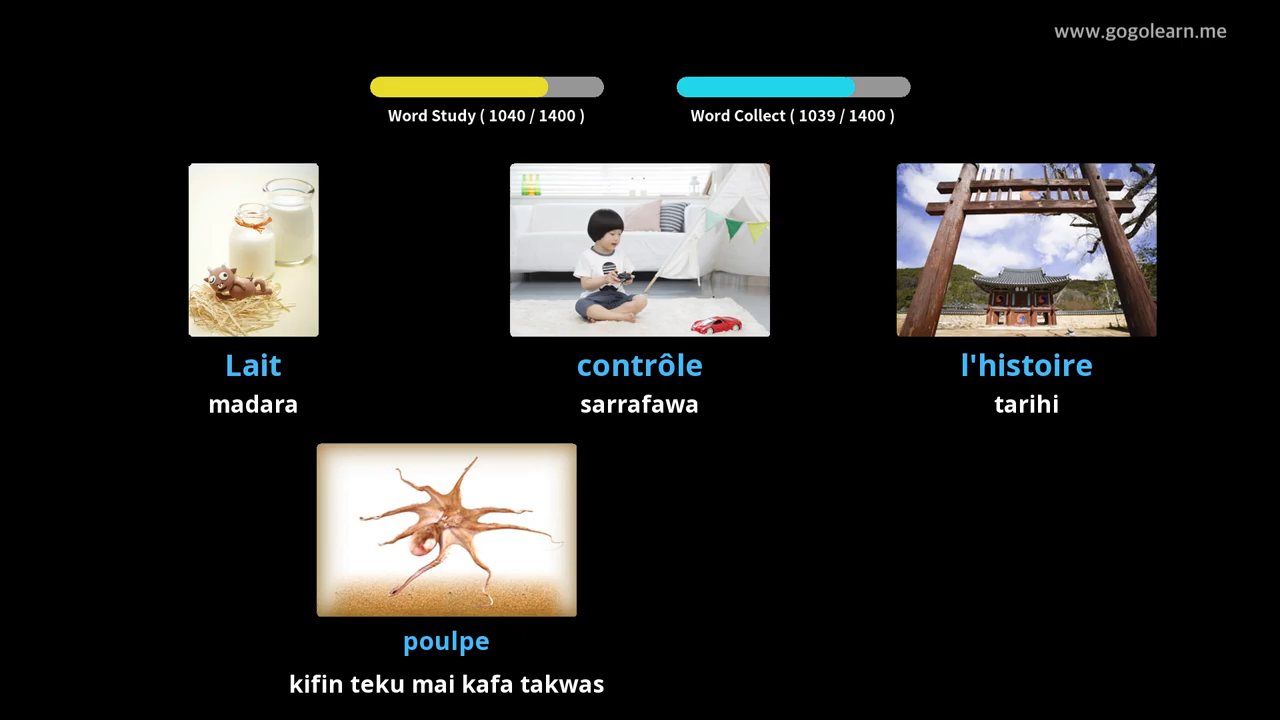 www.gogolearn.me
Word Study ( 1040 / 1400 )
Word Collect ( 1039 / 1400 )
Lait
madara
contrôle
sarrafawa
l'histoire
tarihi
poulpe
kifin teku mai kafa takwas